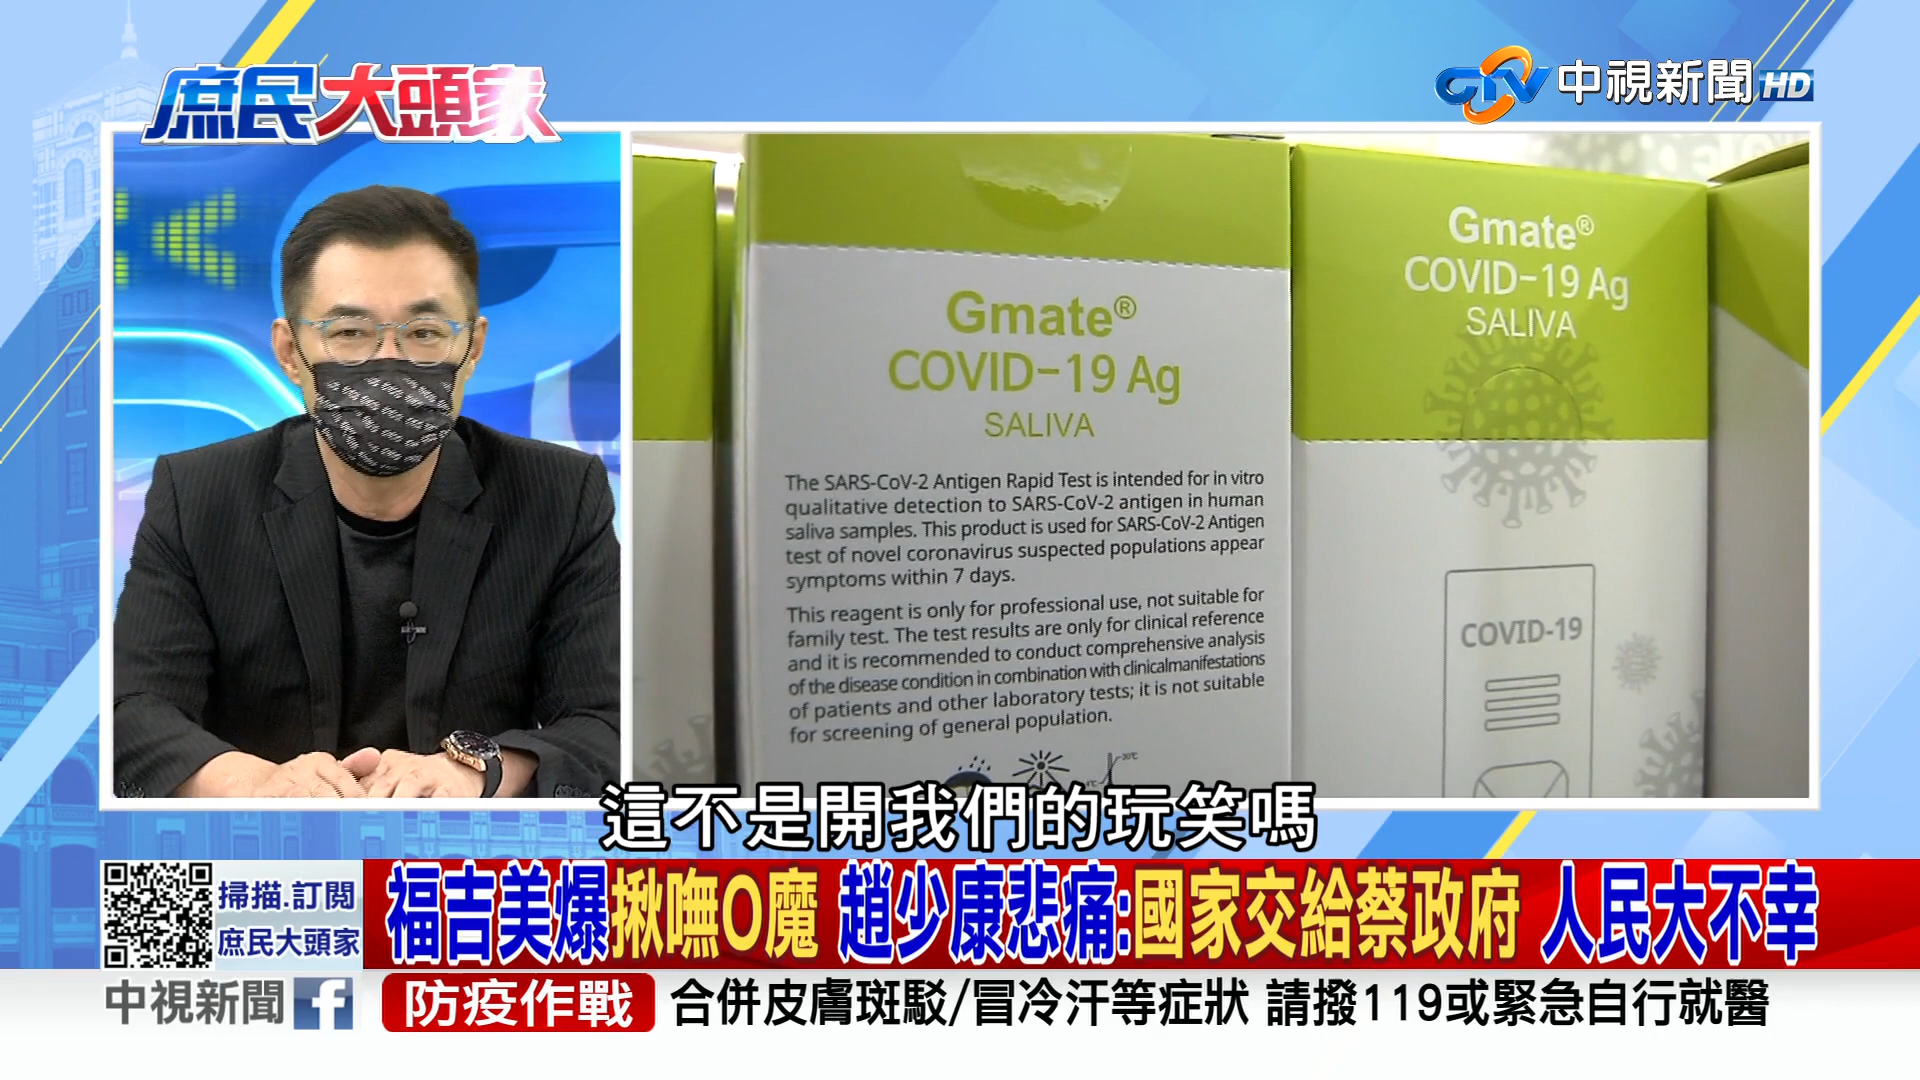 庶民大頭家
CTV 中視新聞 HD
Gmate®
COVID-19 Ag
SALIVA
The SARS-CoV-2 Antigen Rapid Test is intended for in vitro
qualitative detection to SARS-CoV-2 antigen in human
saliva samples. This product is used for SARS-CoV-2 Antigen
test of novel coronavirus suspected populations appear
symptoms within 7 days.
This reagent is only for professional use, not suitable for
family test. The test results are only for clinical reference
and it is recommended to conduct comprehensive analysis
of the disease condition in combination with clinicalmanifestations
of patients and other laboratory tests; it is not suitable
for screening of general population.
Gmate®
COVID-19 Ag
SALIVA
COVID-19
這不是開我們的玩笑嗎
掃描.訂閱
庶民大頭家
福吉美爆揪嘸O魔 趙少康悲痛:國家交給蔡政府 人民大不幸
中視新聞 f
防疫作戰 合併皮膚斑駁/冒冷汗等症狀 請撥119或緊急自行就醫